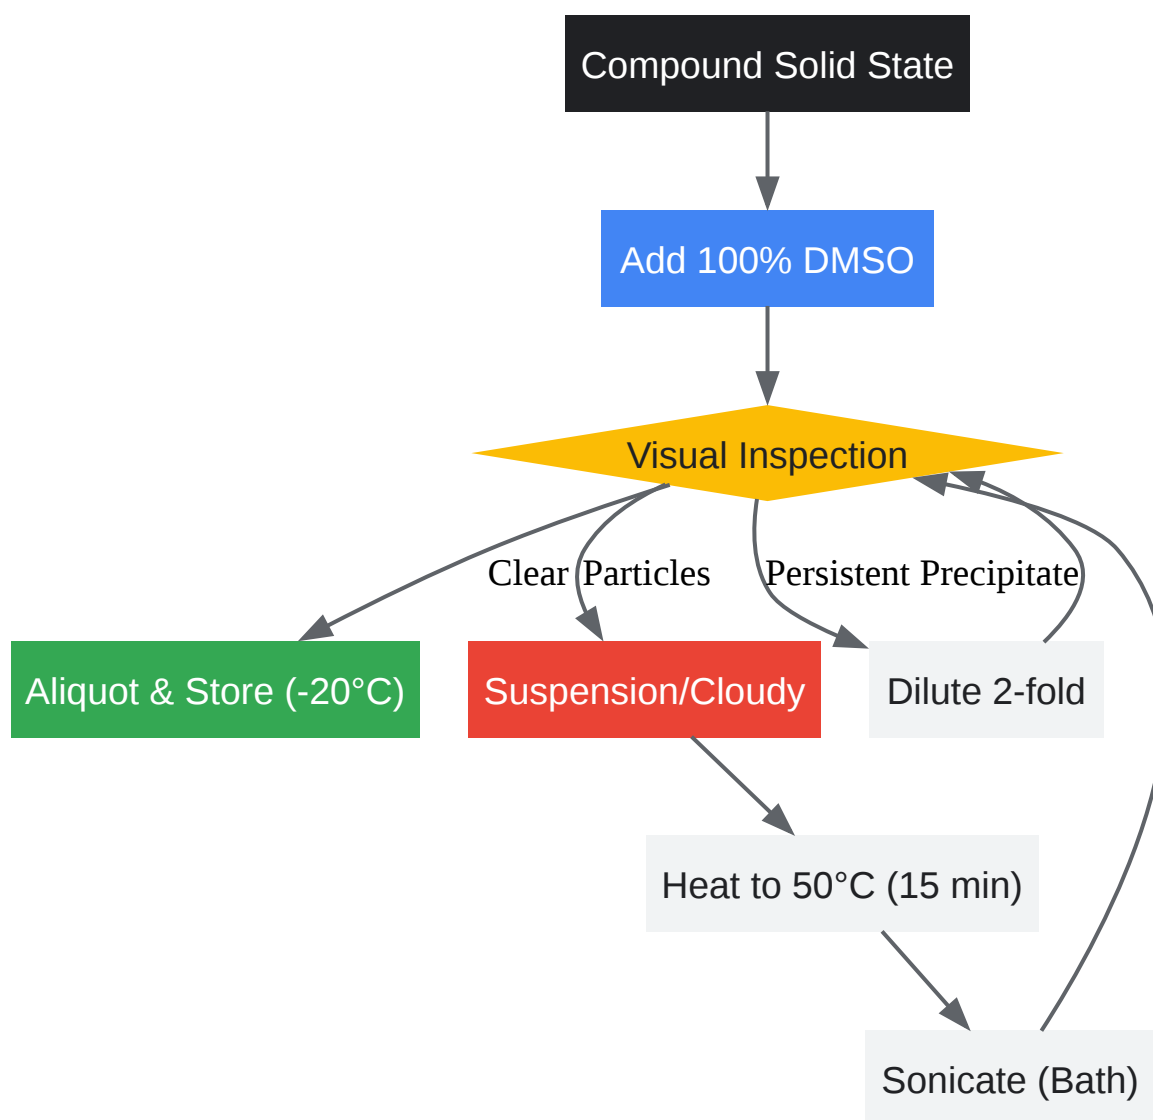 Compound Solid State
Add 100% DMSO
Visual Inspection
Clear
Particles
Persistent Precipitate
Aliquot & Store (-20°C)
Suspension/Cloudy
Dilute 2-fold
Heat to 50°C (15 min)
Sonicate (Bath)